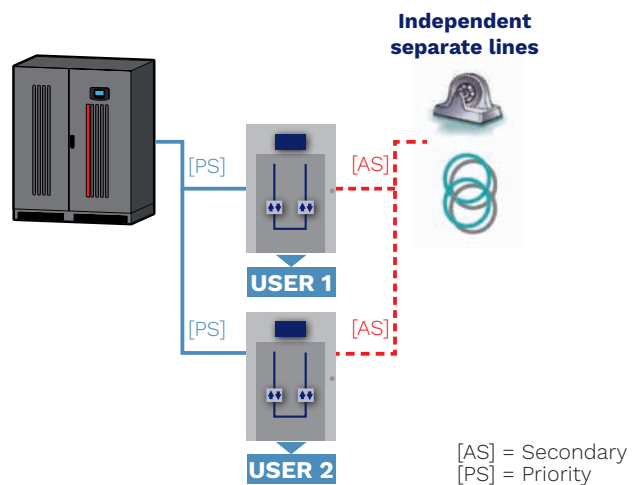 Independent
separate lines
[PS]
[AS]
USER 1
[PS]
[AS]
USER 2
[AS] = Secondary
[PS] = Priority